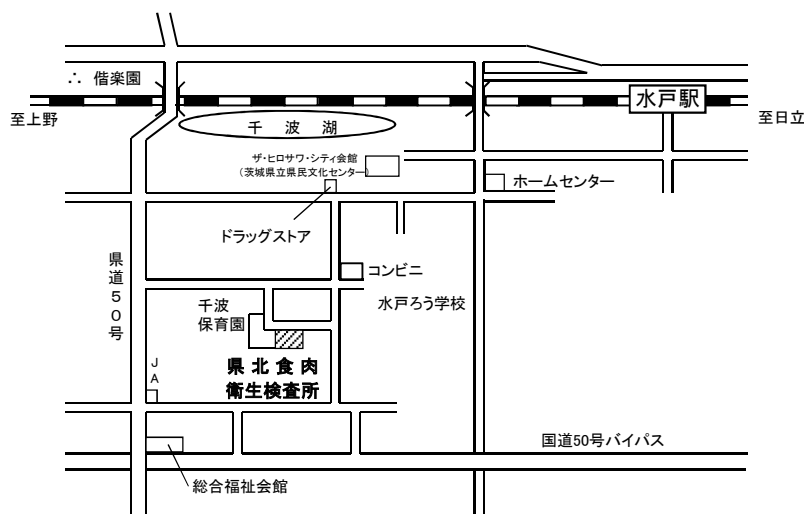 ∴ 偕楽園
水戸駅
至上野
至日立
千波湖
ザ・ヒロサワ・シティ会館
(茨城県立県民文化センター)
ホームセンター
ドラッグストア
県道50号
コンビニ
千波
保育園
水戸ろう学校
県北食肉
衛生検査所
JA
国道50号バイパス
総合福祉会館